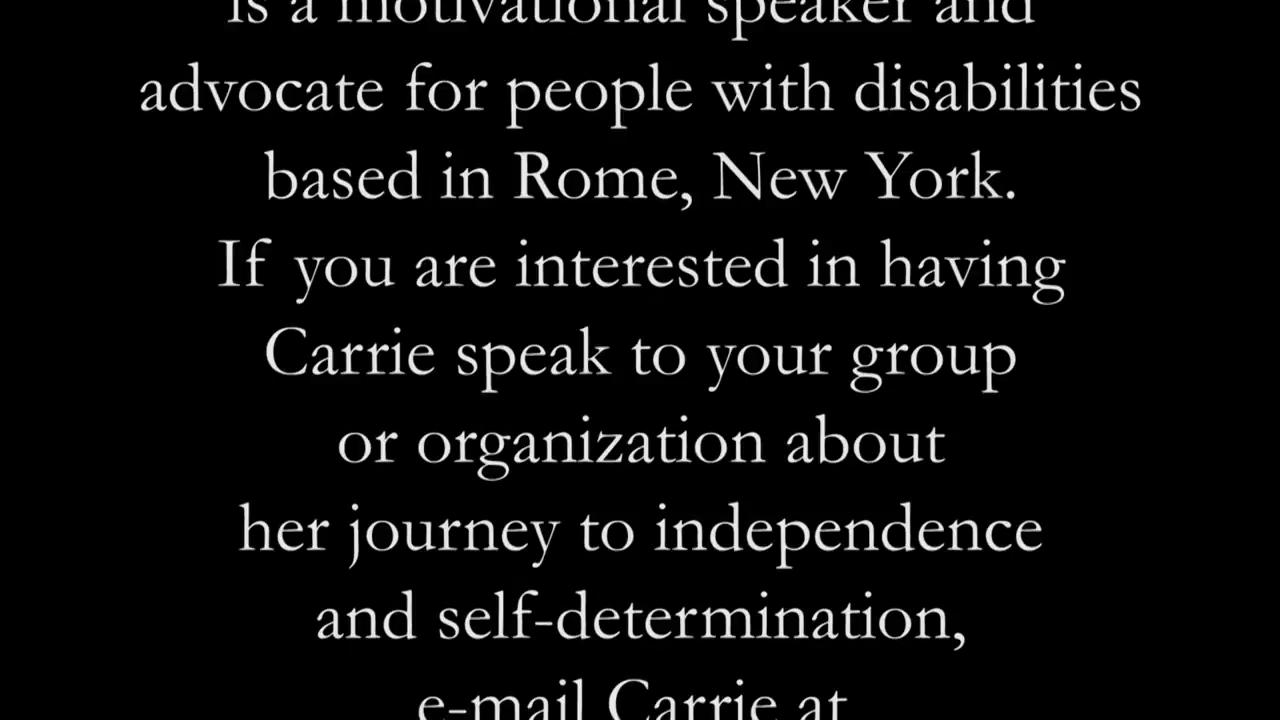 is a motivational speaker and
advocate for people with disabilities
based in Rome, New York.
If you are interested in having
Carrie speak to your group
or organization about
her journey to independence
and self-determination,
e-mail Carrie at